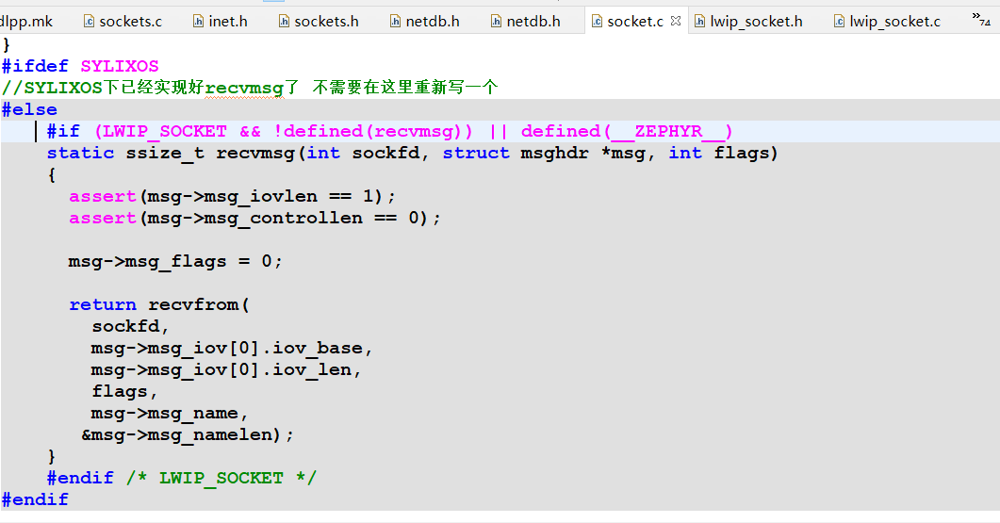 dlpp.mk sockets.c inet.h sockets.h netdb.h netdb.h socket.c lwip_socket.h lwip_socket.c »74
}
#ifdef SYLIXOS
//SYLIXOS下已经实现好recvmsg了 不需要在这里重新写一个
#else
#if (LWIP_SOCKET && !defined(recvmsg)) || defined(__ZEPHYR__)
static ssize_t recvmsg(int sockfd, struct msghdr *msg, int flags)
{
assert(msg->msg_iovlen == 1);
assert(msg->msg_controllen == 0);
msg->msg_flags = 0;
return recvfrom(
sockfd,
msg->msg_iov[0].iov_base,
msg->msg_iov[0].iov_len,
flags,
msg->msg_name,
&msg->msg_namelen);
}
#endif /* LWIP_SOCKET */
#endif